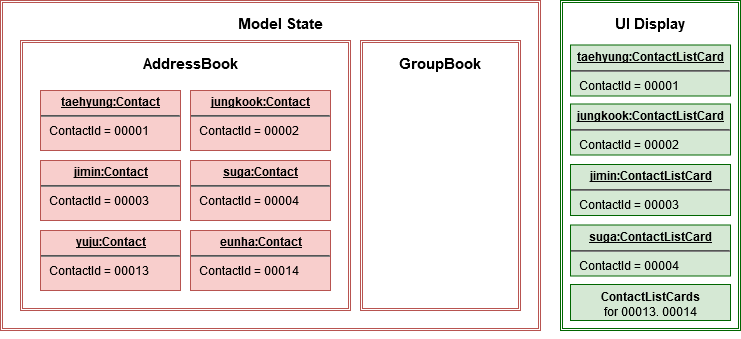 Model State
AddressBook
taehyung:Contact
ContactId = 00001
jungkook:Contact
ContactId = 00002
jimin:Contact
ContactId = 00003
suga:Contact
ContactId = 00004
yuju:Contact
ContactId = 00013
eunha:Contact
ContactId = 00014
GroupBook
UI Display
taehyung:ContactListCard
ContactId = 00001
jungkook:ContactListCard
ContactId = 00002
jimin:ContactListCard
ContactId = 00003
suga:ContactListCard
ContactId = 00004
ContactListCards
for 00013. 00014